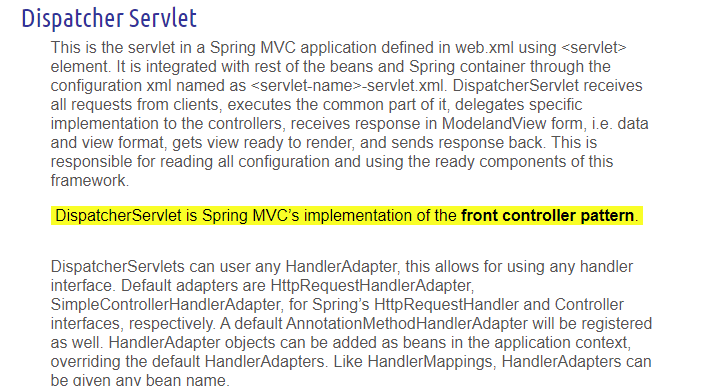 Dispatcher Servlet
This is the servlet in a Spring MVC application defined in web.xml using <servlet>
element. It is integrated with rest of the beans and Spring container through the
configuration xml named as <servlet-name>-servlet.xml. DispatcherServlet receives
all requests from clients, executes the common part of it, delegates specific
implementation to the controllers, receives response in ModelandView form, i.e. data
and view format, gets view ready to render, and sends response back. This is
responsible for reading all configuration and using the ready components of this
framework.
DispatcherServlet is Spring MVC’s implementation of the front controller pattern.
DispatcherServlets can user any HandlerAdapter, this allows for using any handler
interface. Default adapters are HttpRequestHandlerAdapter,
SimpleControllerHandlerAdapter, for Spring’s HttpRequestHandler and Controller
interfaces, respectively. A default AnnotationMethodHandlerAdapter will be registered
as well. HandlerAdapter objects can be added as beans in the application context,
overriding the default HandlerAdapters. Like HandlerMappings, HandlerAdapters can
be given any bean name.